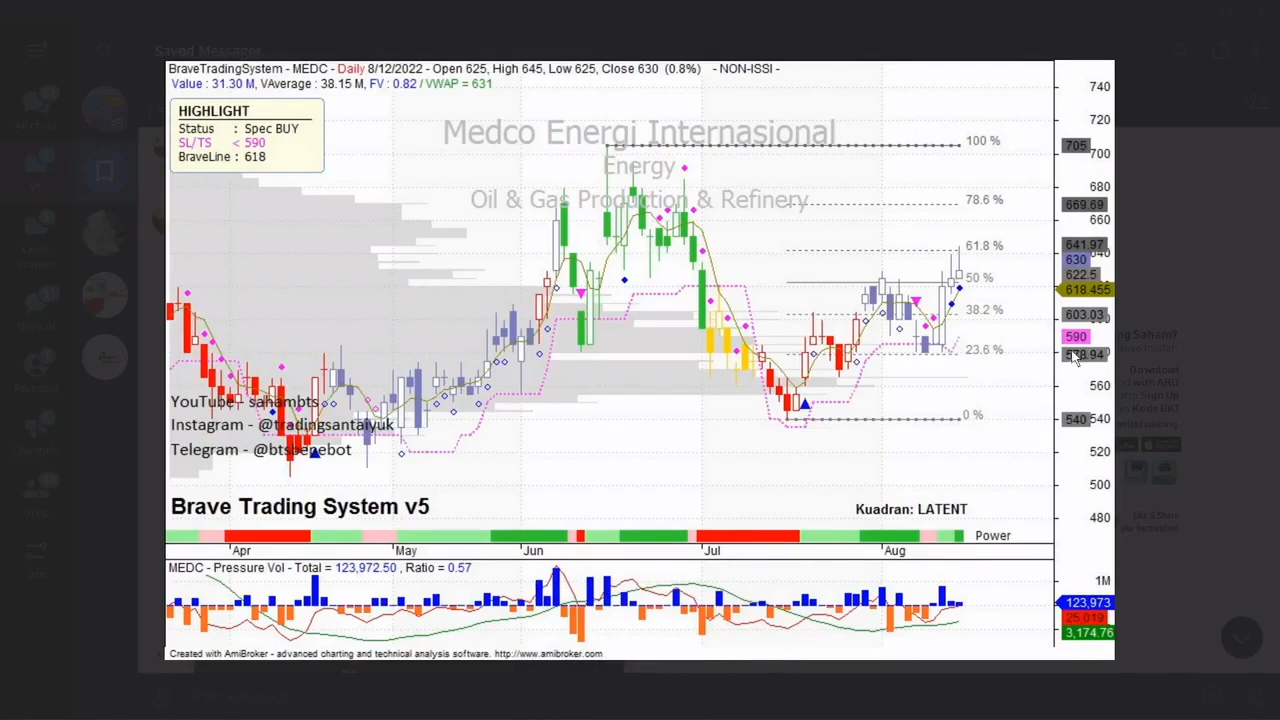 Saved Messages
BraveTradingSystem - MEDC - Daily 8/12/2022 - Open 625, High 645, Low 625, Close 630 (0.8%) - NON-ISSI -
Value : 31.30 M, VAverage : 38.15 M, FV : 0.82 / VWAP = 631
HIGHLIGHT
Status : Spec BUY
SL/TS < 590
BraveLine : 618
Medco Energi Internasional
Energy
Oil & Gas Production & Refinery
100 %
78.6 %
61.8 %
50 %
38.2 %
23.6 %
0 %
740
720
705
700
680
669.69
660
641.97
630
622.5
618.455
603.03
590
560
540
540
520
500
480
YouTube - sahambts
Instagram - @tradingsantaiyuk
Telegram - @btsbenebot
Brave Trading System v5
Kuadran: LATENT
Power
Apr
May
Jun
Jul
Aug
MEDC - Pressure Vol - Total = 123,972.50 , Ratio = 0.57
1M
123,973
25,019
3,174.76
Created with AmiBroker - advanced charting and technical analysis software. http://www.amibroker.com